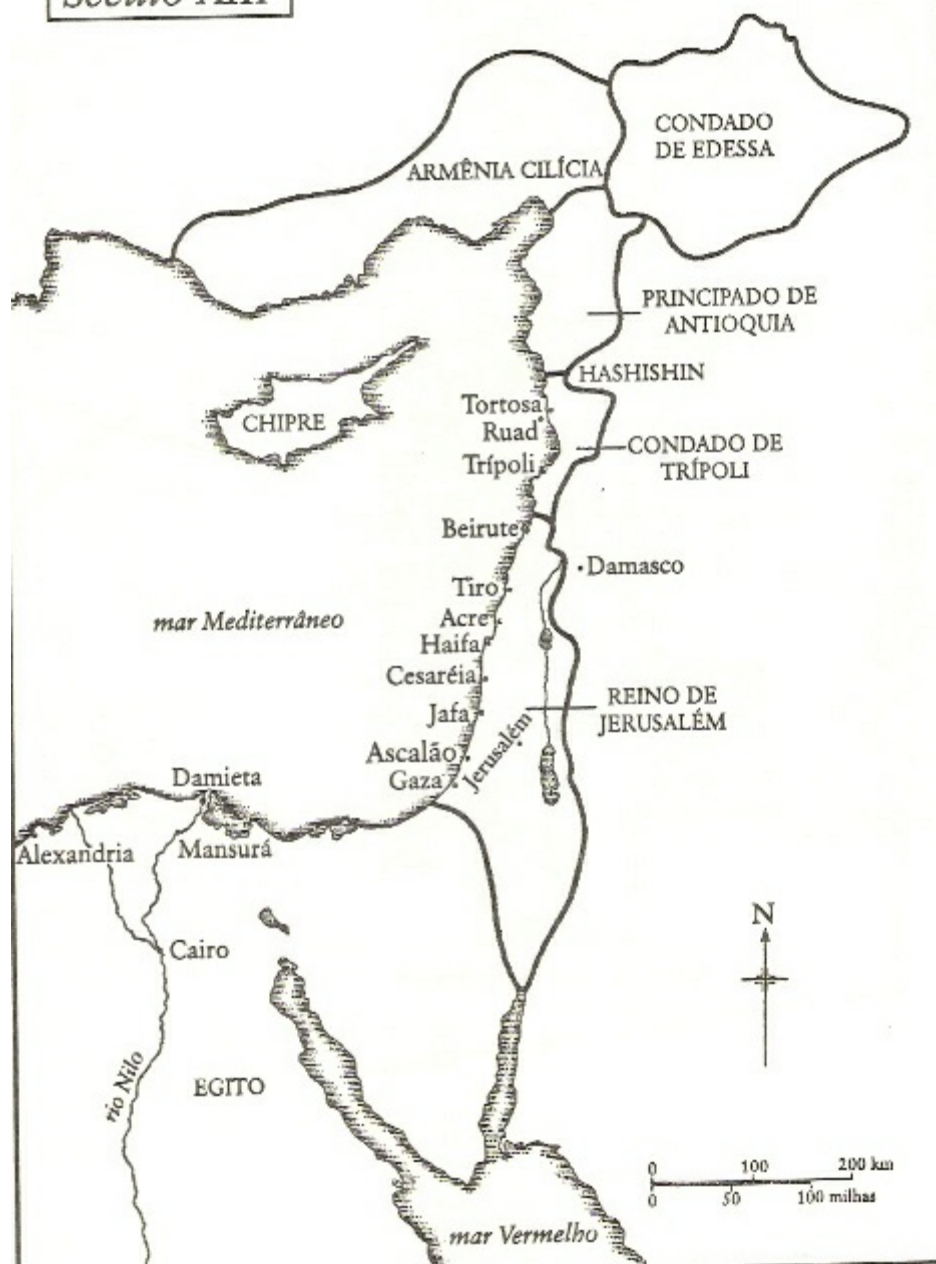 Século
CONDADO
DE EDESSA
ARMÊNIA CILÍCIA
PRINCIPADO DE
ANTIOQUIA
HASHISHIN
Tortosa
Ruad
CHIPRE
CONDADO DE
TRÍPOLI
Trípoli
Beirute
Damasco
Tiro
mar Mediterrâneo
Acre
Haifa
Cesaréia
REINO DE
JERUSALÉM
Jafa
Jerusalém
Ascalão
Gaza
Damieta
Alexandria
Mansurá
N
Cairo
rio Nilo
EGITO
0 100 200 km
0 50 100 milhas
mar Vermelho